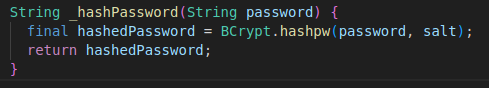 String _hashPassword(String password) {
  final hashedPassword = BCrypt.hashpw(password, salt);
  return hashedPassword;
}